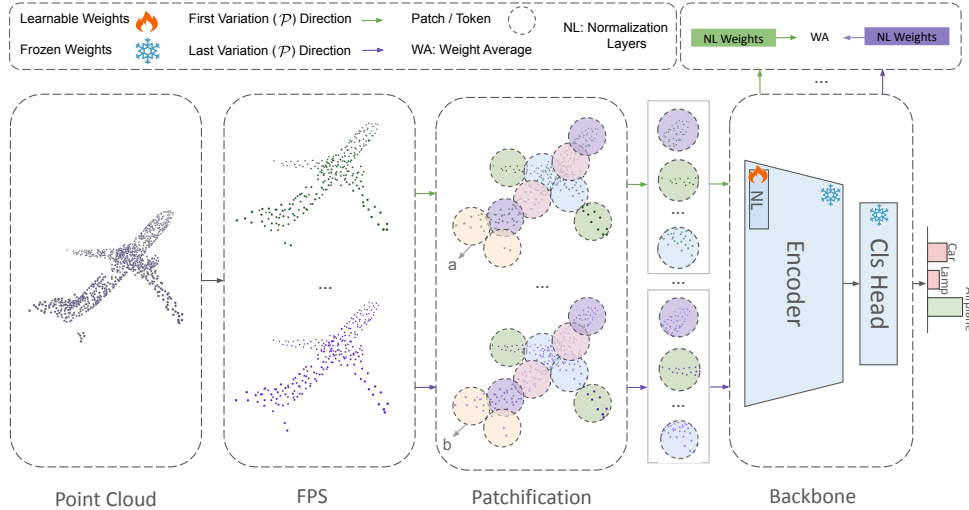 Learnable Weights
First Variation (𝒫) Direction
Patch / Token
NL: Normalization
Layers
Frozen Weights
Last Variation (𝒫) Direction
WA: Weight Average
NL Weights
WA
NL Weights
...
a
...
...
b
...
...
NL
Encoder
Cls Head
Car
Lamp
Airplane
Point Cloud
FPS
Patchification
Backbone